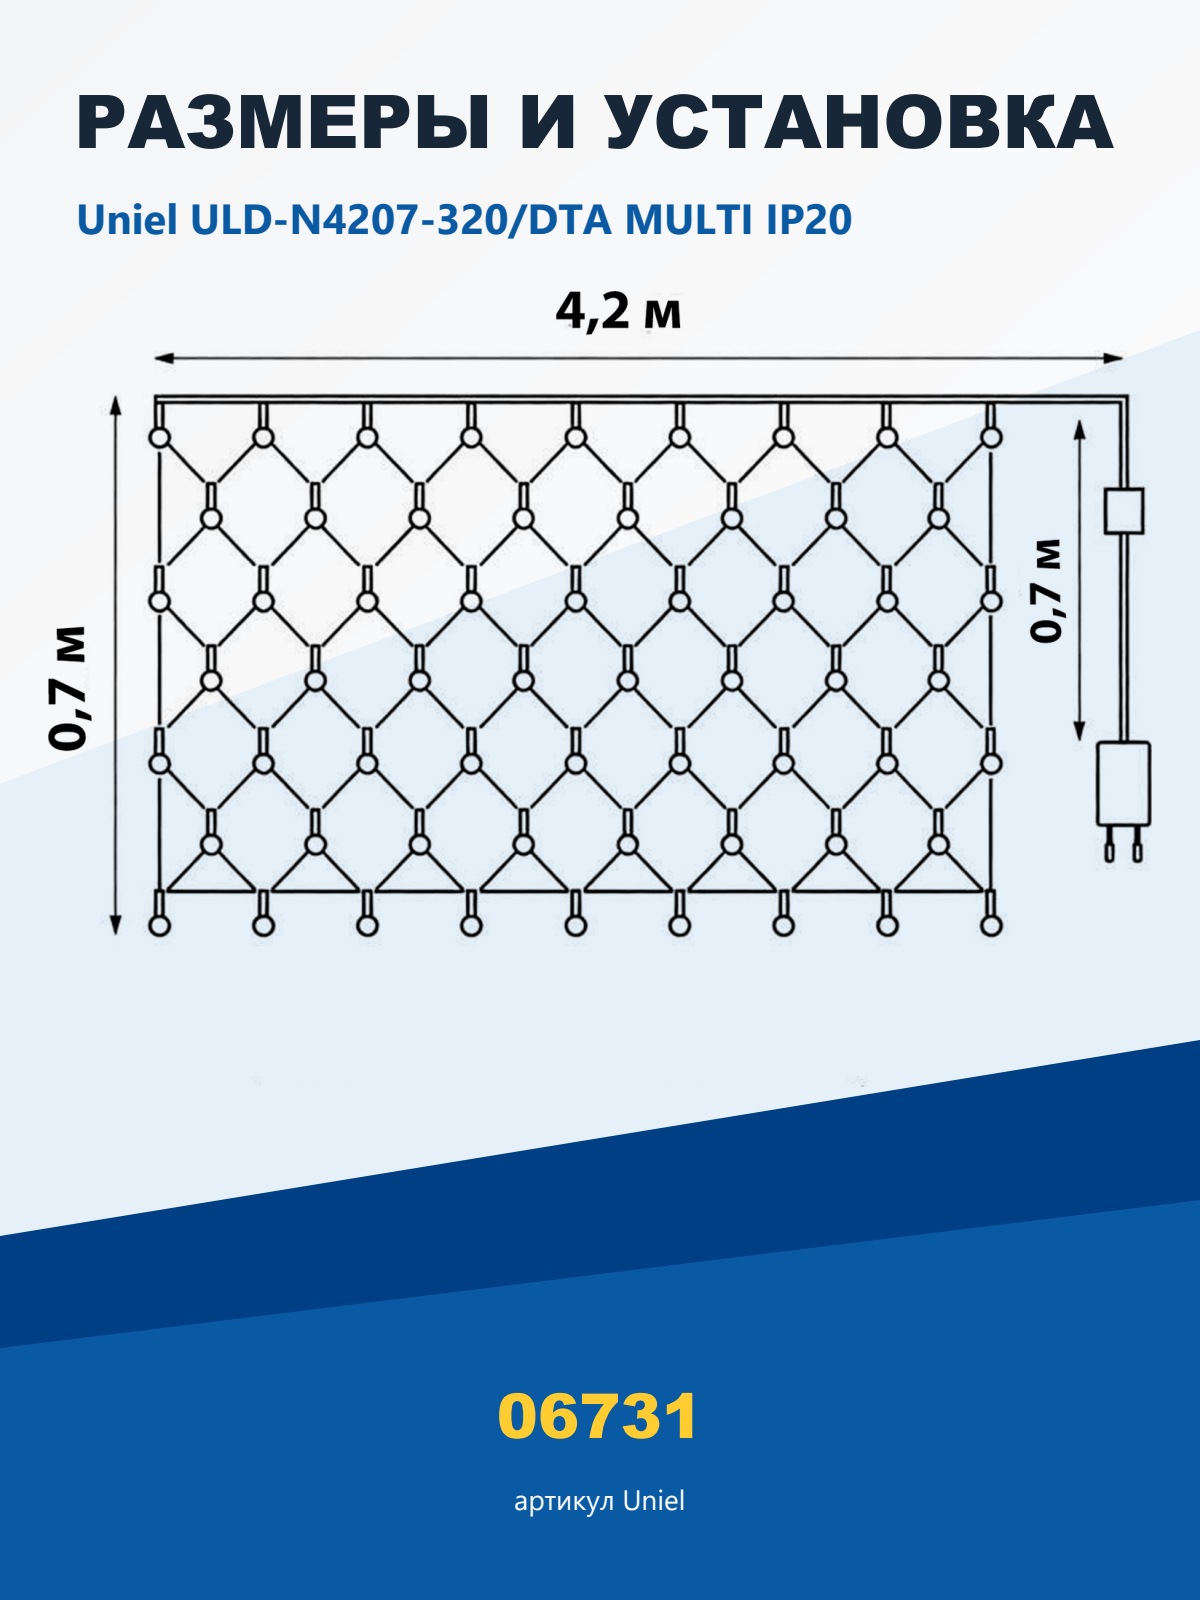 РАЗМЕРЫ И УСТАНОВКА
Uniel ULD-N4207-320/DTA MULTI IP20
4,2 м
0,7 м
0,7 м
06731
артикул Uniel